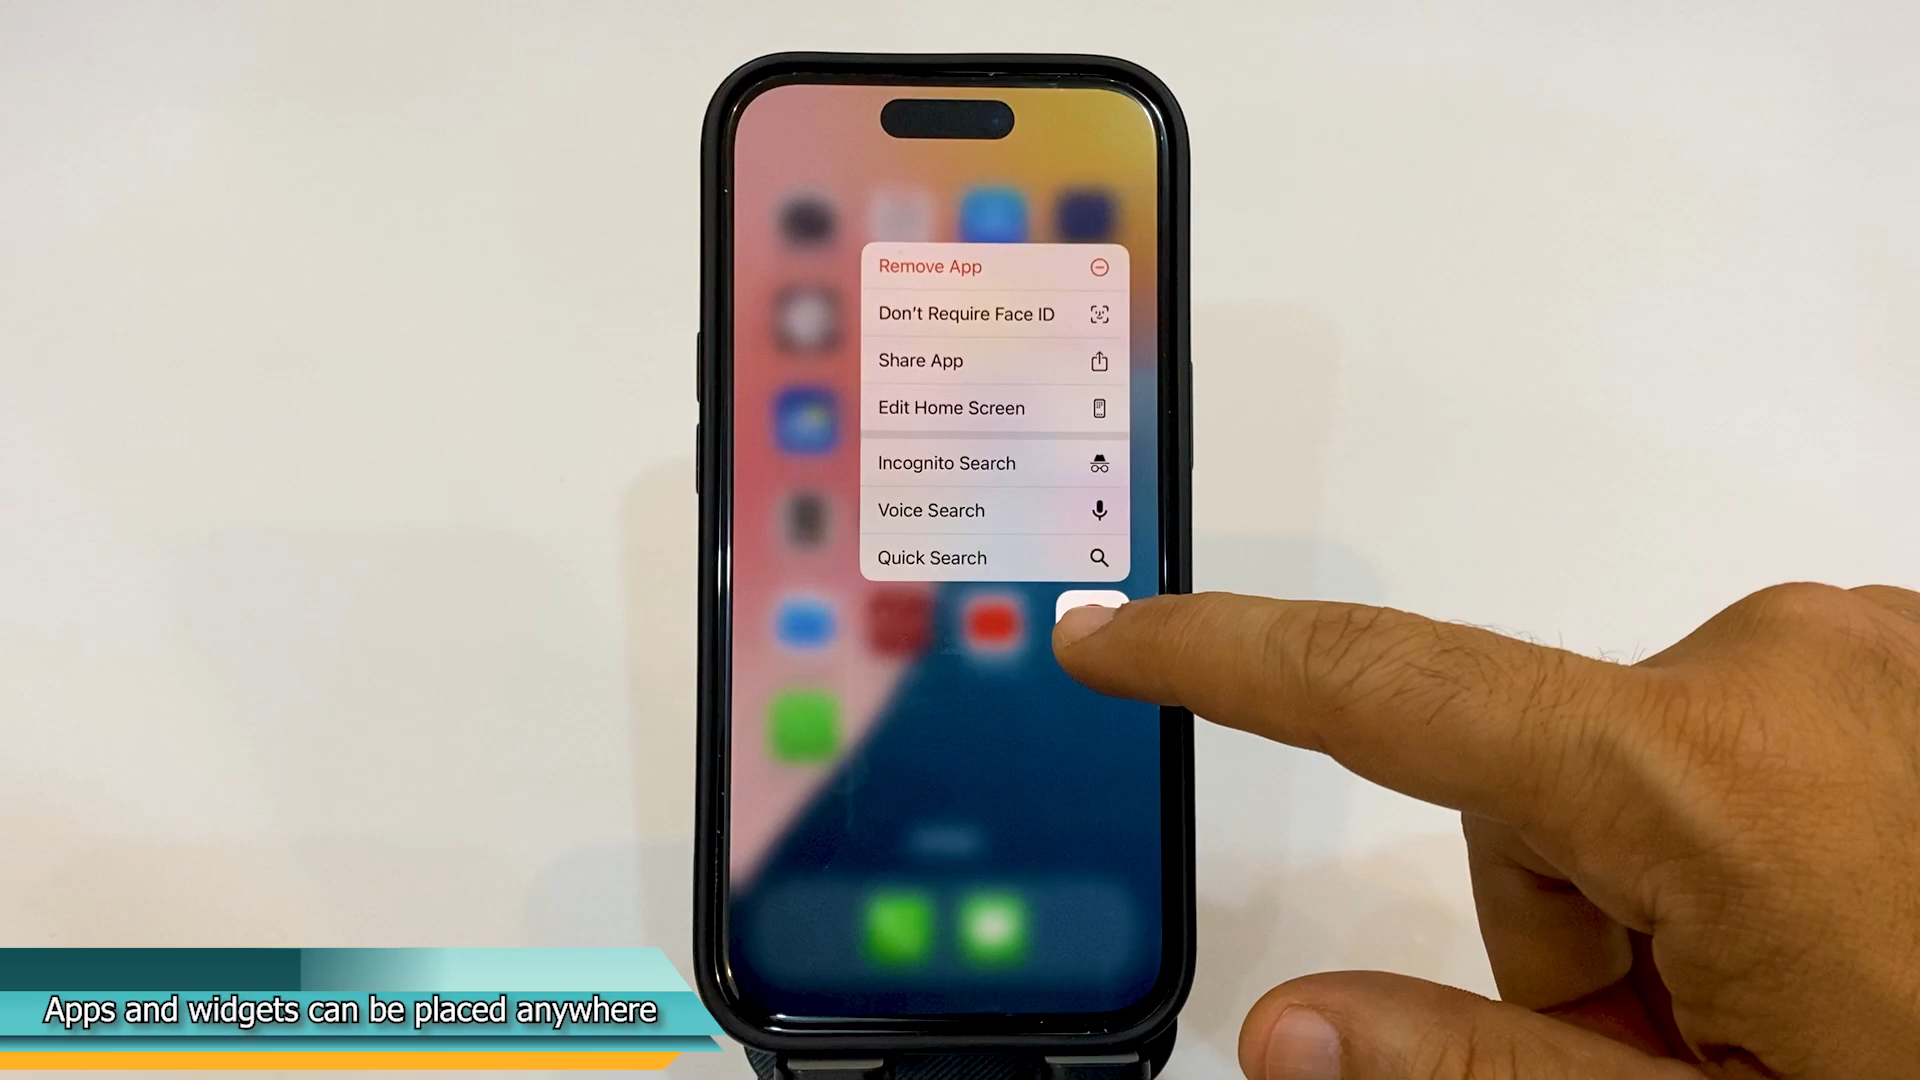 Remove App
Don't Require Face ID
Share App
Edit Home Screen
Incognito Search
Voice Search
Quick Search
Apps and widgets can be placed anywhere